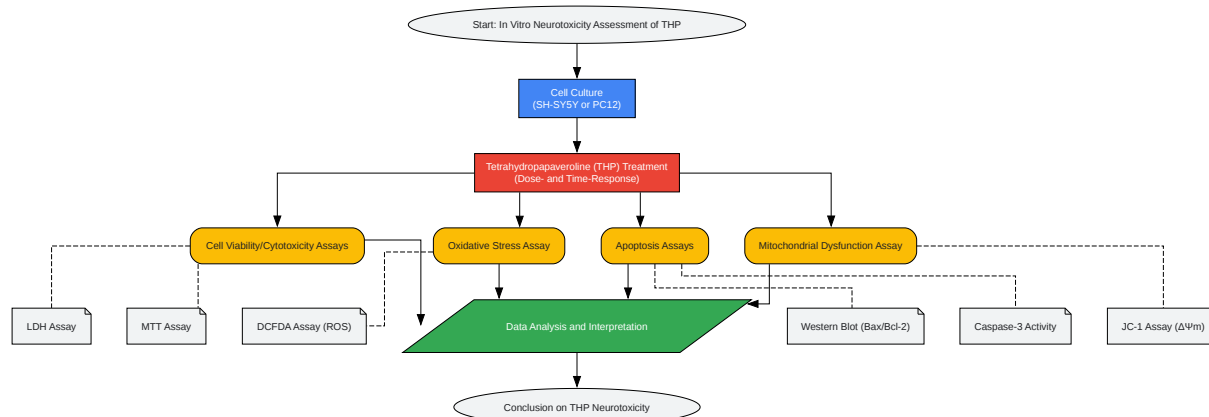 Start: In Vitro Neurotoxicity Assessment of THP
Cell Culture
(SH-SY5Y or PC12)
Tetrahydropapaveroline (THP) Treatment
(Dose- and Time-Response)
Cell Viability/Cytotoxicity Assays
Oxidative Stress Assay
Apoptosis Assays
Mitochondrial Dysfunction Assay
LDH Assay
MTT Assay
DCFDA Assay (ROS)
Data Analysis and Interpretation
Western Blot (Bax/Bcl-2)
Caspase-3 Activity
JC-1 Assay (ΔΨm)
Conclusion on THP Neurotoxicity